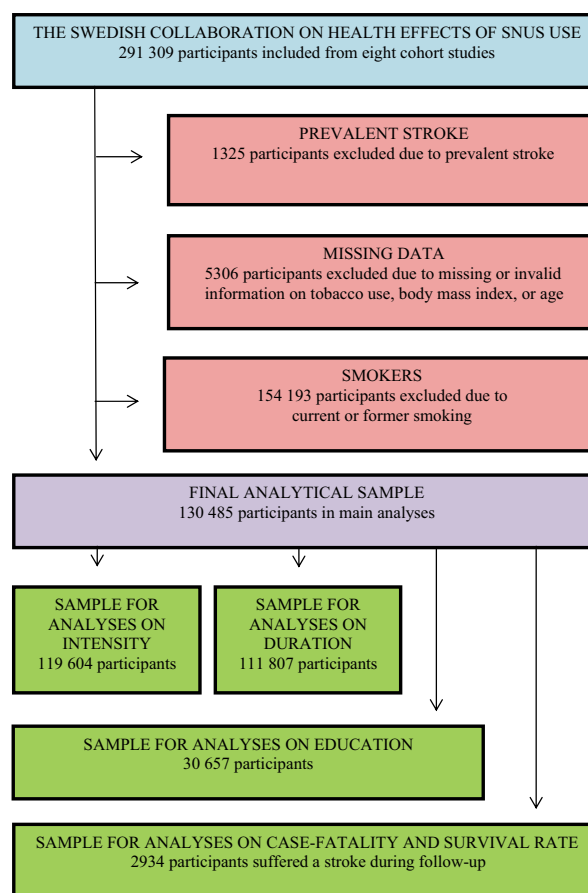 THE SWEDISH COLLABORATION ON HEALTH EFFECTS OF SNUS USE
291 309 participants included from eight cohort studies
PREVALENT STROKE
1325 participants excluded due to prevalent stroke
MISSING DATA
5306 participants excluded due to missing or invalid
information on tobacco use, body mass index, or age
SMOKERS
154 193 participants excluded due to
current or former smoking
FINAL ANALYTICAL SAMPLE
130 485 participants in main analyses
SAMPLE FOR
ANALYSES ON
INTENSITY
119 604 participants
SAMPLE FOR
ANALYSES ON
DURATION
111 807 participants
SAMPLE FOR ANALYSES ON EDUCATION
30 657 participants
SAMPLE FOR ANALYSES ON CASE-FATALITY AND SURVIVAL RATE
2934 participants suffered a stroke during follow-up